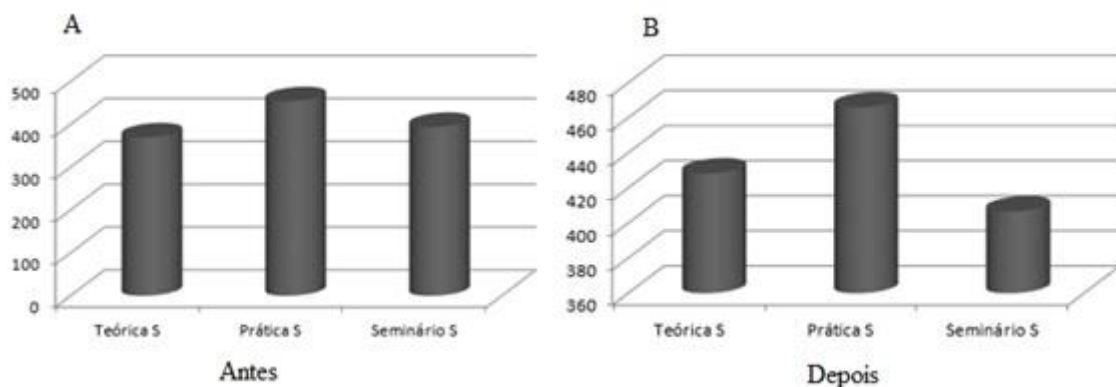 A
500
400
300
200
100
0
Teórica S
Prática S
Seminário S
Antes
B
480
460
440
420
400
380
360
Teórica S
Prática S
Seminário S
Depois